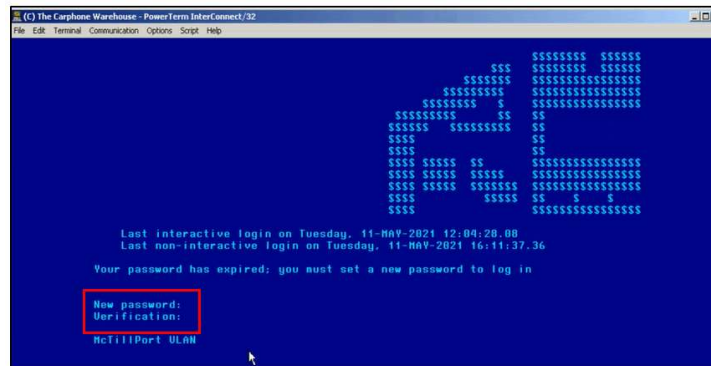 (C) The Carphone Warehouse - PowerTerm InterConnect/32
File Edit Terminal Communication Options Script Help
$$$$$$$$ $$$$$$
$$$ $$$$$$$$ $$$$$$
$$$$$$$ $$$$$$$$$$$$$$$$
$$$$$$$$$ $$$$$$$$$$$$$$$$
$$$$$$$$ $ $$$$$$$$$$$$$$$$
$$$$$$$$$ $$ $$
$$$$$$ $$$$$$$$$ $$
$$$$ $$
$$$$ $$
$$$$ $$$$$ $$ $$$$$$$$$$$$$$$$
$$$$ $$$$$ $$$$$ $$$$$$$$$$$$$$$$
$$$$ $$$$$ $$$$$$$ $$$$$$$$$$$$$$$$
$$$$ $$$$$ $$ $ $
$$$$ $$$$$$$$$$$$$$$$
Last interactive login on Tuesday, 11-MAY-2021 12:04:28.08
Last non-interactive login on Tuesday, 11-MAY-2021 16:11:37.36
Your password has expired; you must set a new password to log in
New password:
Verification:
McTillPort VLAN